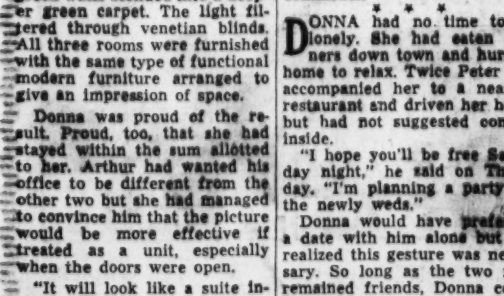 er green carpet. The light fil-
tered through venetian blinds.
All three rooms were furnished
with the same type of functional
modern furniture arranged to
give an impression of space.
Donna was proud of the re-
sult. Proud, too, that she had
stayed within the sum allotted
to her. Arthur had wanted his
office to be different from the
other two but she had managed
to convince him that the picture
would be more effective if
treated as a unit, especially
when the doors were open.
"It will look like a suite in-
DONNA had no time to
lonely. She had eaten
ners down town and hur
home to relax. Twice Peter
accompanied her to a nea
restaurant and driven her h
but had not suggested com
inside.
"I hope you'll be free Sa
day night," he said on Th
day. "I'm planning a party
the newly weds."
Donna would have prefe
a date with him alone but
realized this gesture was ne
sary. So long as the two
remained friends, Donna c